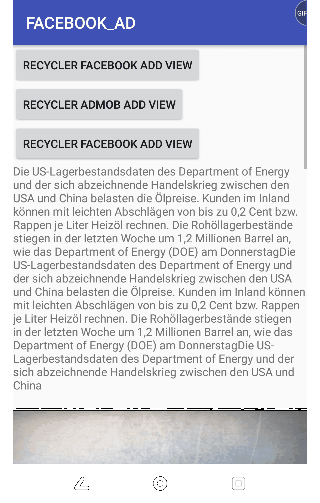 FACEBOOK_AD
GIF
RECYCLER FACEBOOK ADD VIEW
RECYCLER ADMOB ADD VIEW
RECYCLER FACEBOOK ADD VIEW
Die US-Lagerbestandsdaten des Department of Energy
und der sich abzeichnende Handelskrieg zwischen den
USA und China belasten die Ölpreise. Kunden im Inland
können mit leichten Abschlägen von bis zu 0,2 Cent bzw.
Rappen je Liter Heizöl rechnen. Die Rohöllagerbestände
stiegen in der letzten Woche um 1,2 Millionen Barrel an,
wie das Department of Energy (DOE) am DonnerstagDie
US-Lagerbestandsdaten des Department of Energy und
der sich abzeichnende Handelskrieg zwischen den USA
und China belasten die Ölpreise. Kunden im Inland können
mit leichten Abschlägen von bis zu 0,2 Cent bzw. Rappen
je Liter Heizöl rechnen. Die Rohöllagerbestände stiegen
in der letzten Woche um 1,2 Millionen Barrel an, wie das
Department of Energy (DOE) am DonnerstagDie US-
Lagerbestandsdaten des Department of Energy und der
sich abzeichnende Handelskrieg zwischen den USA und
China